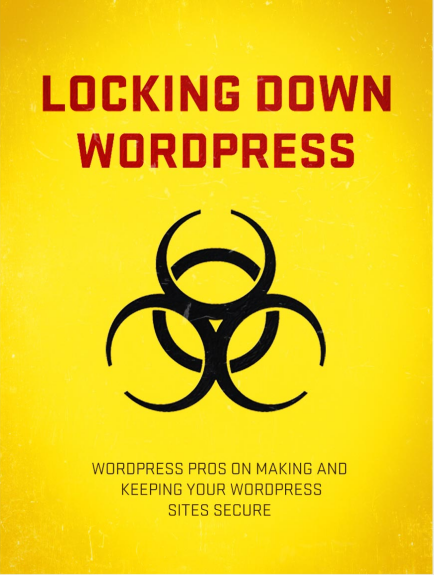 LOCKING DOWN
WORDPRESS
WORDPRESS PROS ON MAKING AND
KEEPING YOUR WORDPRESS
SITES SECURE